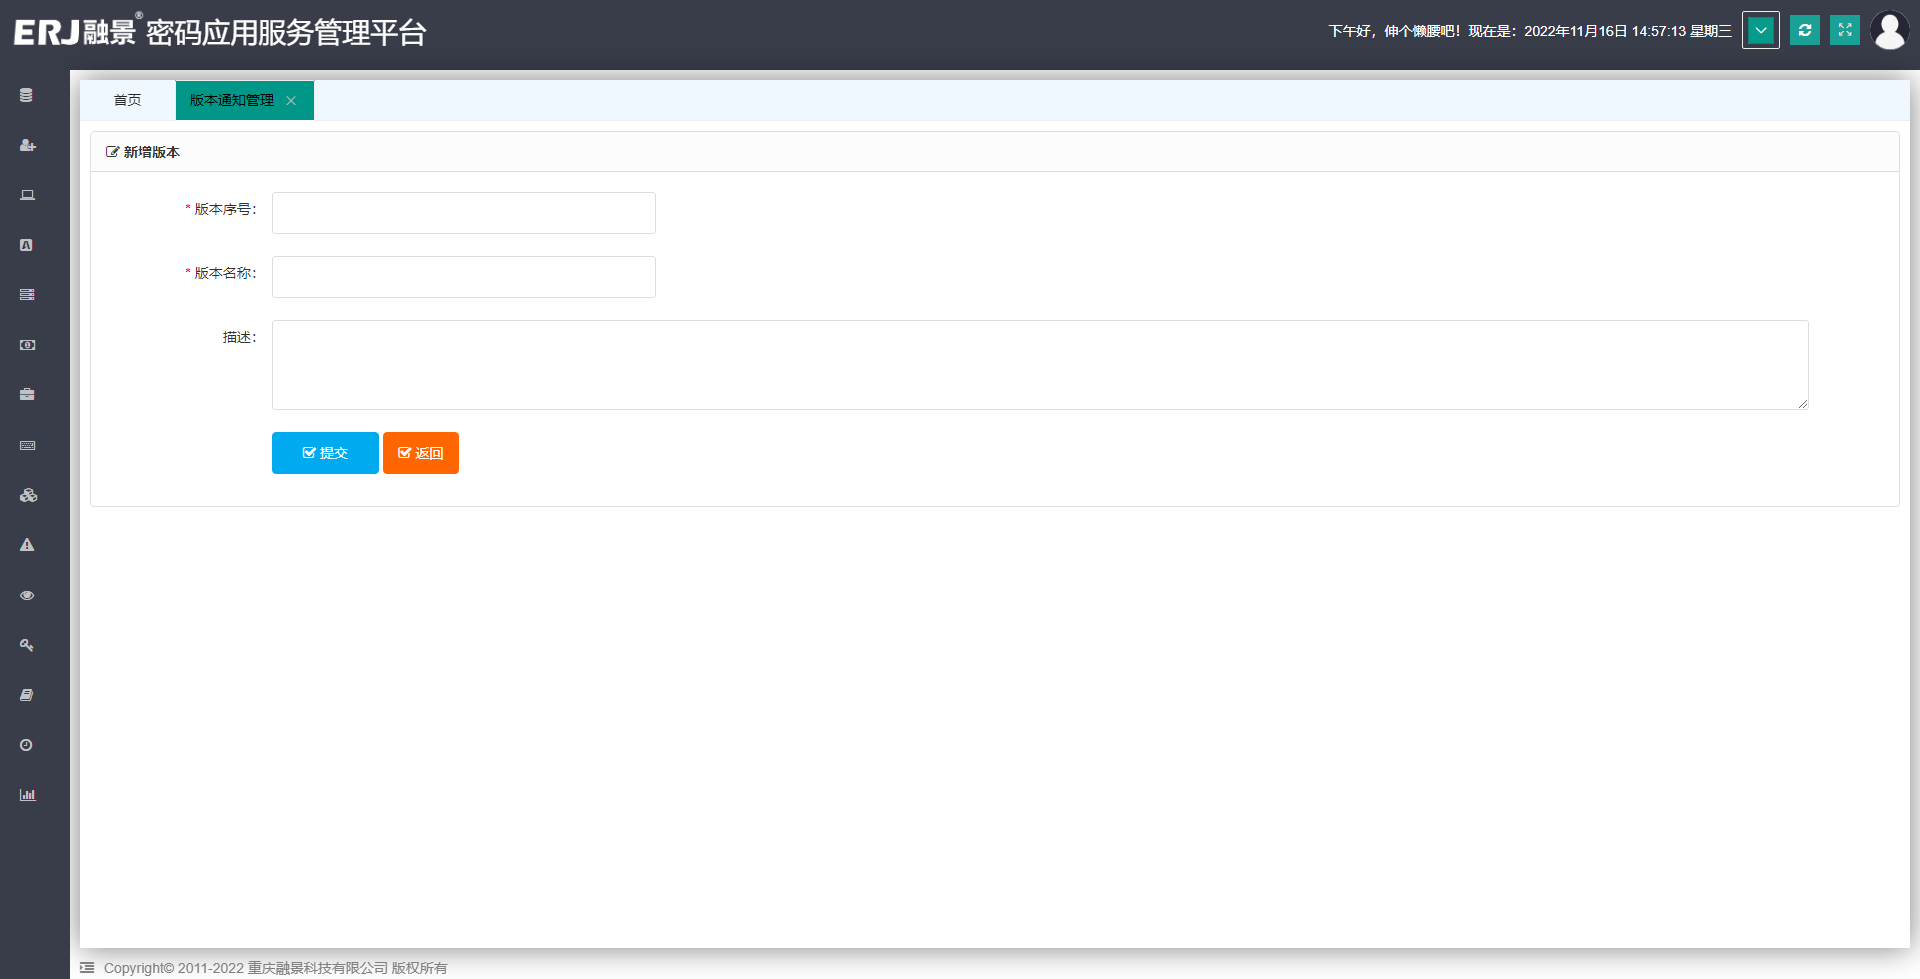 ERJ融景® 密码应用服务管理平台
下午好，伸个懒腰吧！现在是：2022年11月16日 14:57:13 星期三
首页
版本通知管理
新增版本
* 版本序号：
* 版本名称：
描述：
提交
返回
Copyright© 2011-2022 重庆融景科技有限公司 版权所有